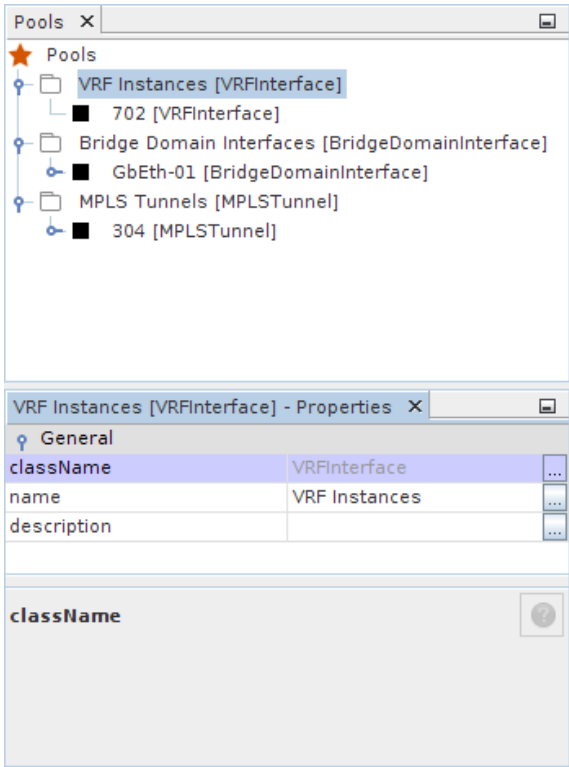 Pools
Pools
VRF Instances [VRFInterface]
702 [VRFInterface]
Bridge Domain Interfaces [BridgeDomainInterface]
GbEth-01 [BridgeDomainInterface]
MPLS Tunnels [MPLSTunnel]
304 [MPLSTunnel]
VRF Instances [VRFInterface] - Properties
General
className VRFInterface ...
name VRF Instances ...
description ...
className
?